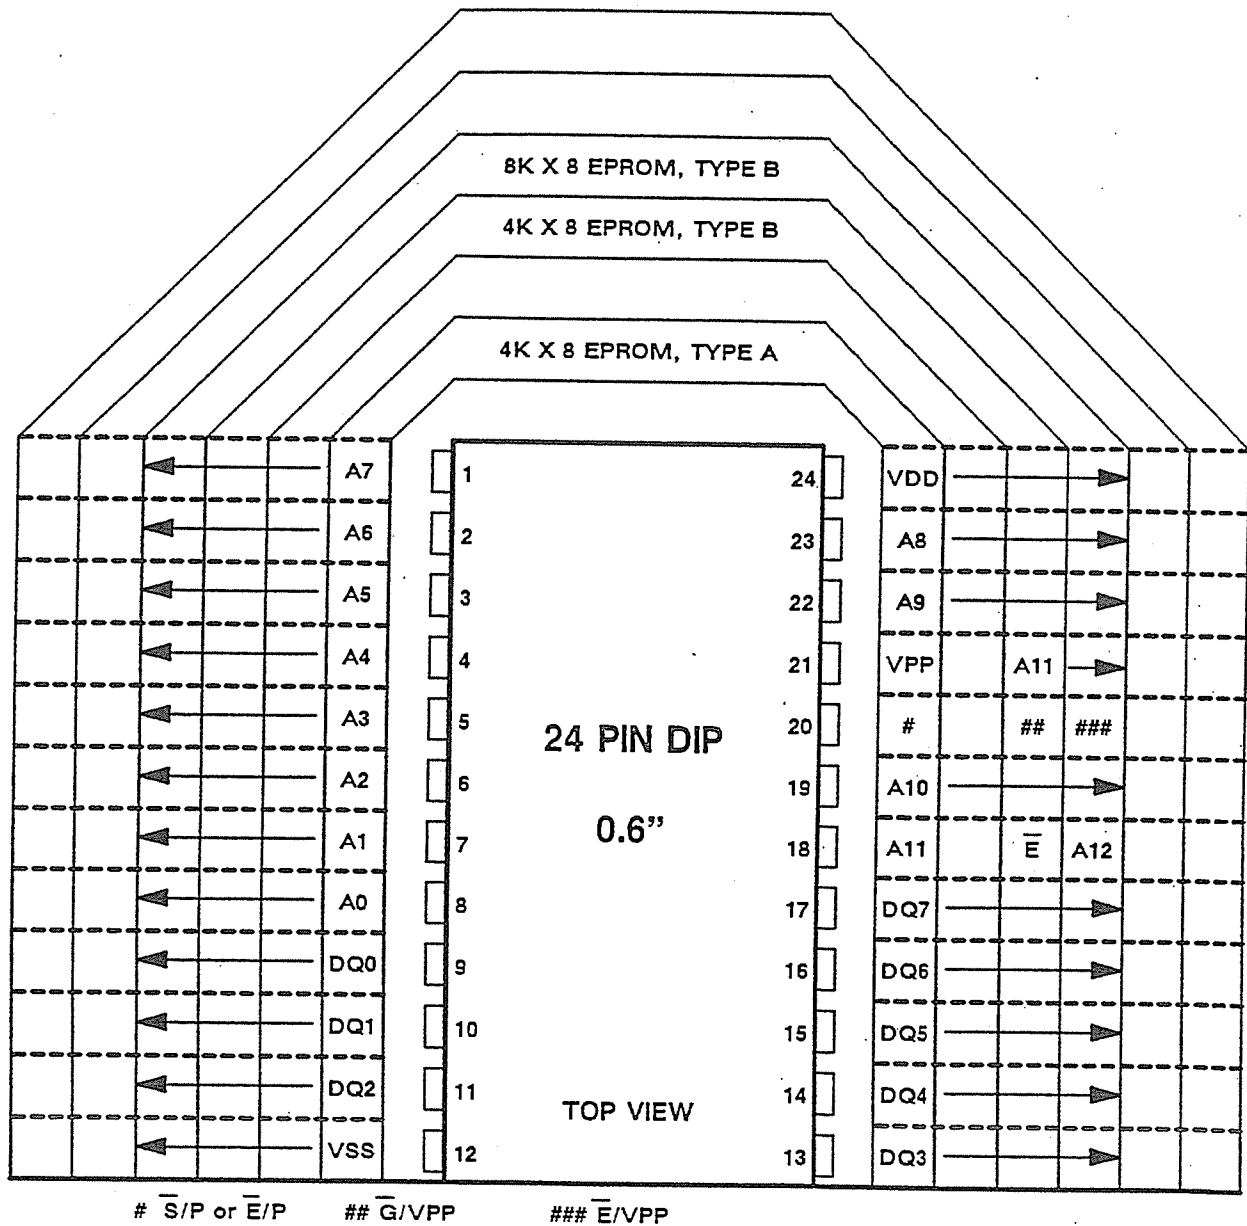 8K X 8 EPROM, TYPE B
4K X 8 EPROM, TYPE B
4K X 8 EPROM, TYPE A
A7 1 24 VDD
A6 2 23 A8
A5 3 22 A9
A4 4 21 VPP A11
A3 5 20 # ## ###
A2 6 19 A10
A1 7 18 A11 E̅ A12
A0 8 17 DQ7
DQ0 9 16 DQ6
DQ1 10 15 DQ5
DQ2 11 14 DQ4
VSS 12 13 DQ3
24 PIN DIP
0.6”
TOP VIEW
# S̅/P or E̅/P ## G̅/VPP ### E̅/VPP